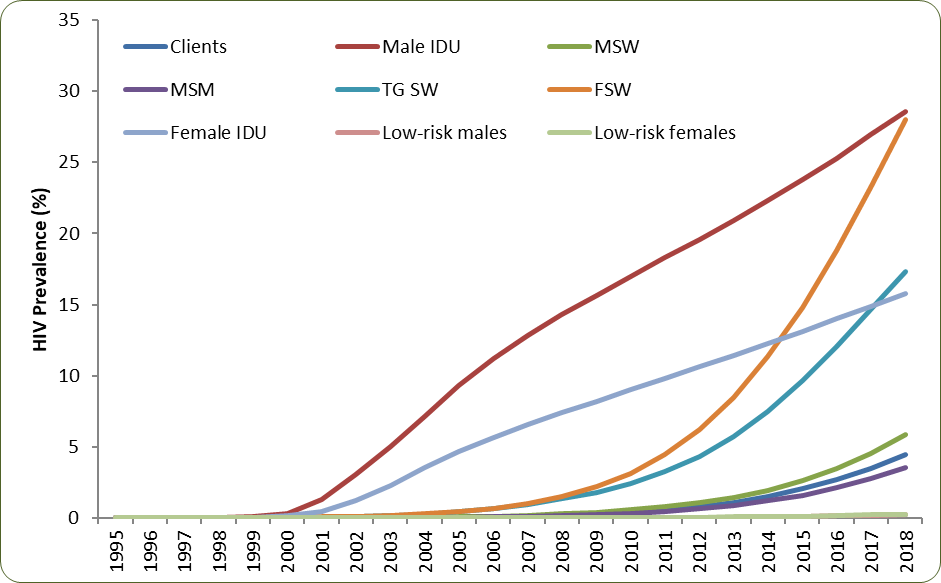 35
30
25
20
15
10
5
0
HIV Prevalence (%)
Clients Male IDU MSW
MSM TG SW FSW
Female IDU Low-risk males Low-risk females
1995 1996 1997 1998 1999 2000 2001 2002 2003 2004 2005 2006 2007 2008 2009 2010 2011 2012 2013 2014 2015 2016 2017 2018